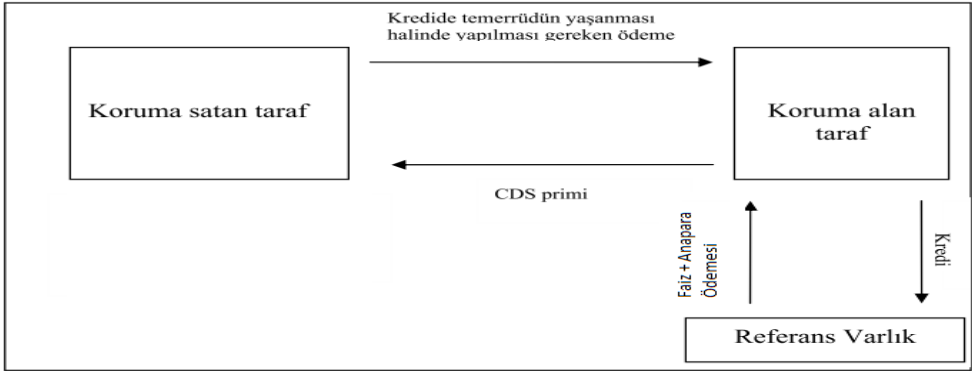 Kredide temerrüdün yaşanması
halinde yapılması gereken ödeme
Koruma satan taraf
Koruma alan
taraf
CDS primi
Faiz + Anapara
Ödemesi
Kredi
Referans Varlık